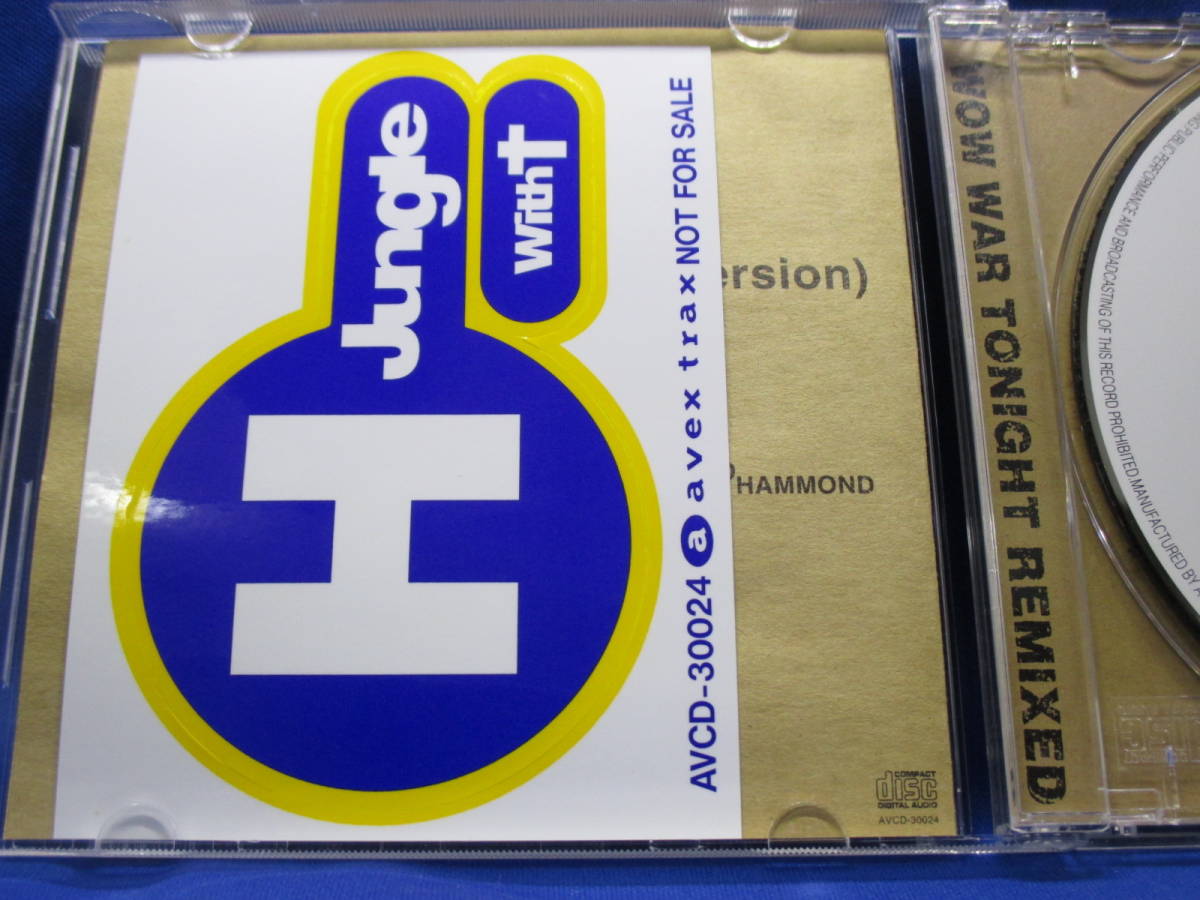 H
Jungle
With t
AVCD-30024 a avex trax NOT FOR SALE
ersion)
HAMMOND
COMPACT
disc
DIGITAL AUDIO
AVCD-30024
WOW WAR TONIGHT REMIXED
PUBLIC PERFORMANCE AND BROADCASTING OF THIS RECORD PROHIBITED. MANUFACTURED BY A